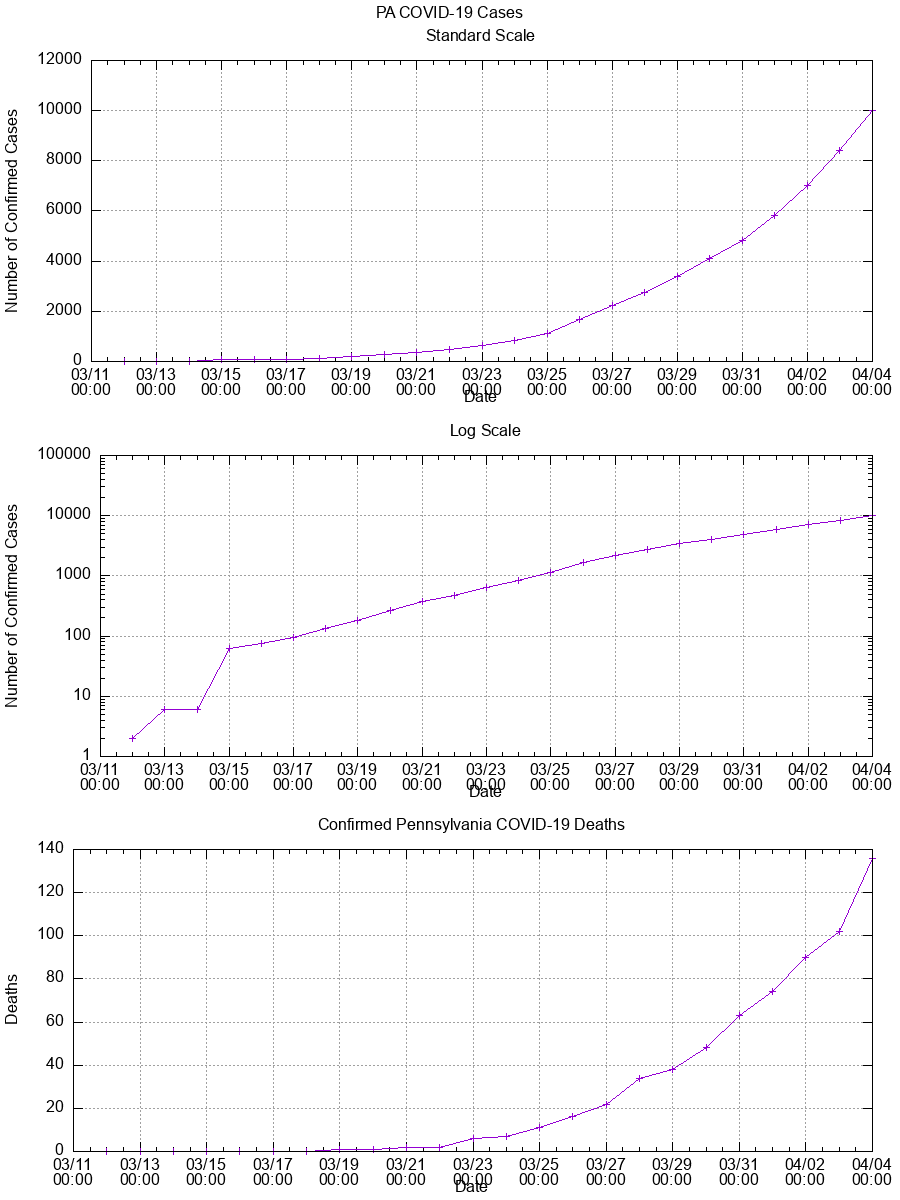 PA COVID-19 Cases
Standard Scale
12000
10000
8000
6000
4000
2000
0
Number of Confirmed Cases
03/11 03/13 03/15 03/17 03/19 03/21 03/23 03/25 03/27 03/29 03/31 04/02 04/04
00:00 00:00 00:00 00:00 00:00 00:00 00:00 00:00 00:00 00:00 00:00 00:00 00:00
Date
Log Scale
100000
10000
1000
100
10
1
Number of Confirmed Cases
03/11 03/13 03/15 03/17 03/19 03/21 03/23 03/25 03/27 03/29 03/31 04/02 04/04
00:00 00:00 00:00 00:00 00:00 00:00 00:00 00:00 00:00 00:00 00:00 00:00 00:00
Date
Confirmed Pennsylvania COVID-19 Deaths
140
120
100
80
60
40
20
0
Deaths
03/11 03/13 03/15 03/17 03/19 03/21 03/23 03/25 03/27 03/29 03/31 04/02 04/04
00:00 00:00 00:00 00:00 00:00 00:00 00:00 00:00 00:00 00:00 00:00 00:00 00:00
Date